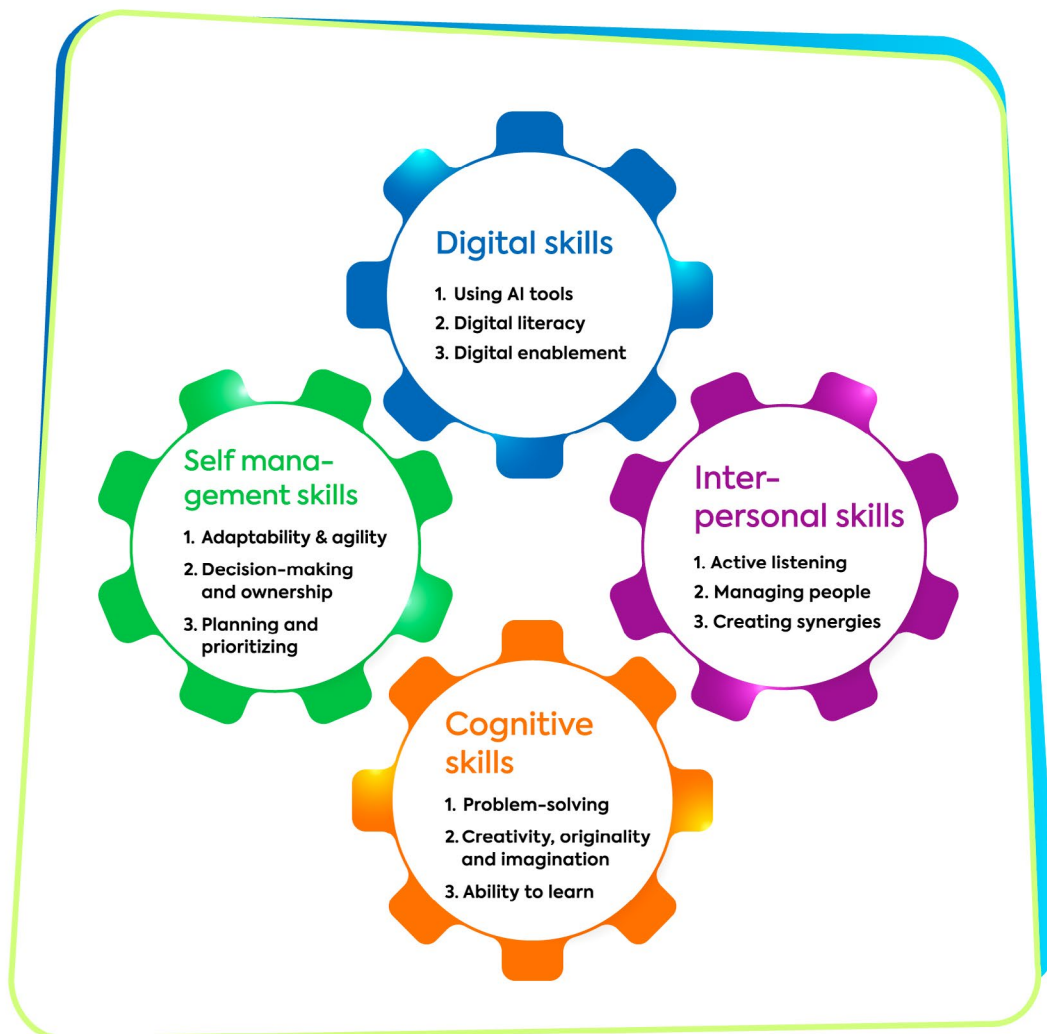 Digital skills
1. Using AI tools
2. Digital literacy
3. Digital enablement
Self mana-
gement skills
1. Adaptability & agility
2. Decision-making
and ownership
3. Planning and
prioritizing
Inter-
personal skills
1. Active listening
2. Managing people
3. Creating synergies
Cognitive
skills
1. Problem-solving
2. Creativity, originality
and imagination
3. Ability to learn